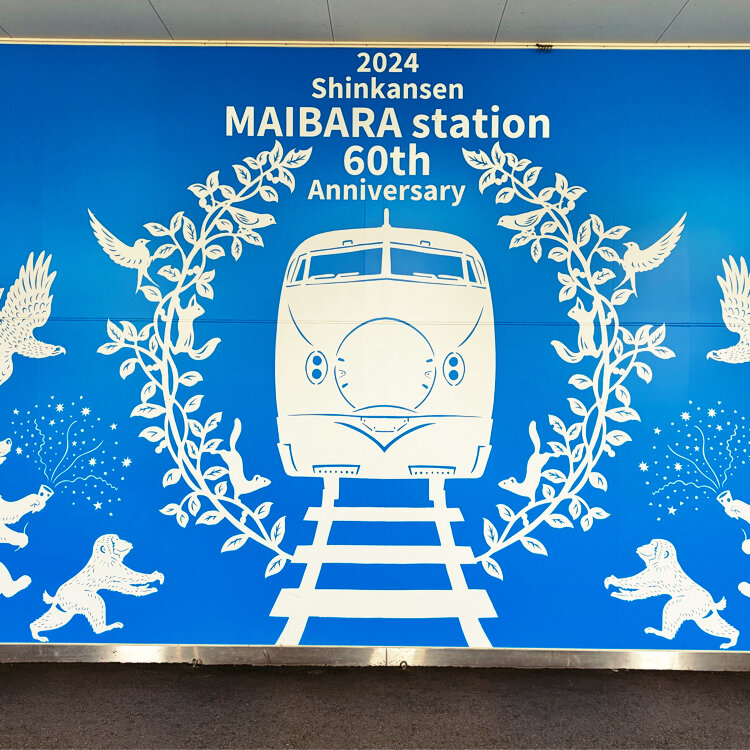 2024
Shinkansen
MAIBARA station
60th
Anniversary